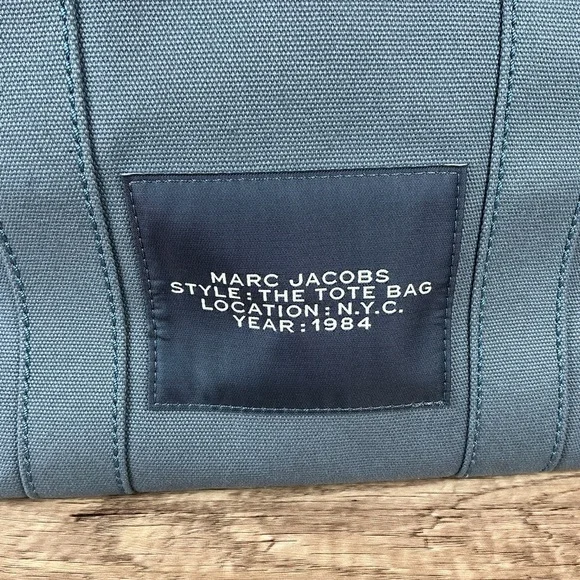 MARC JACOBS
STYLE: THE TOTE BAG
LOCATION: N.Y.C.
YEAR: 1984